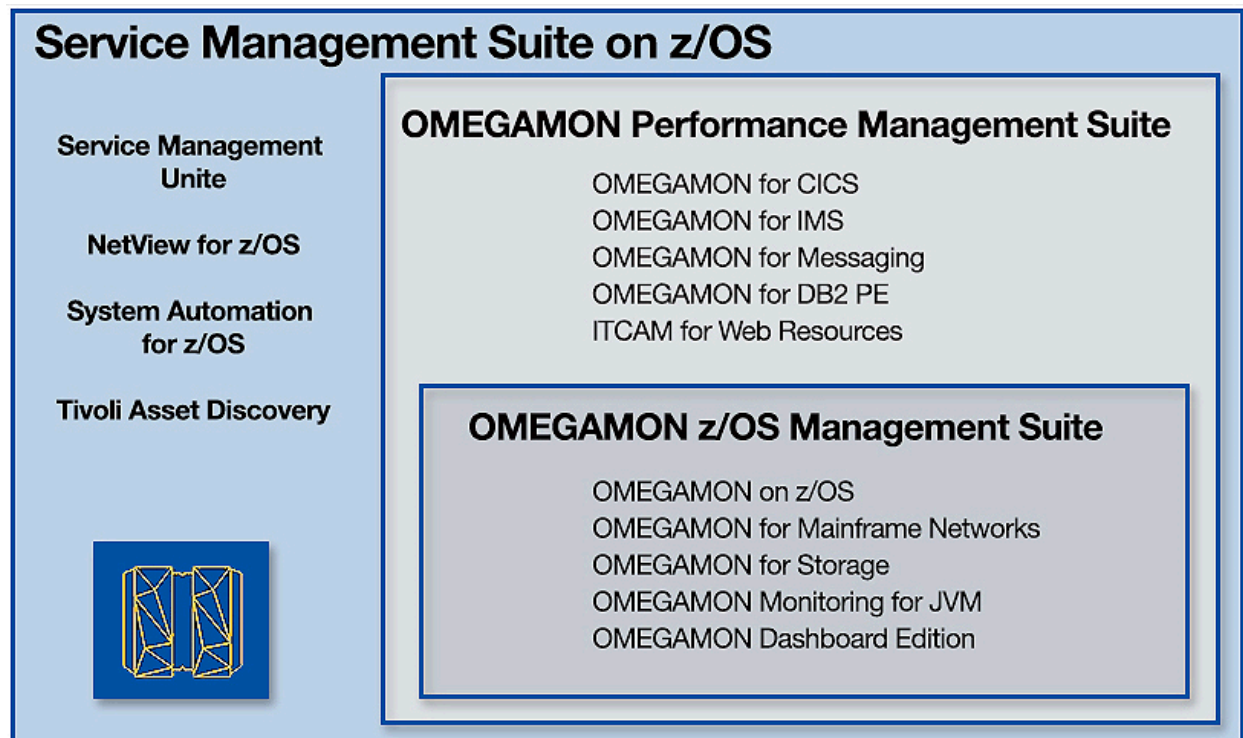 Service Management Suite on z/OS
Service Management
Unite
NetView for z/OS
System Automation
for z/OS
Tivoli Asset Discovery
OMEGAMON Performance Management Suite
OMEGAMON for CICS
OMEGAMON for IMS
OMEGAMON for Messaging
OMEGAMON for DB2 PE
ITCAM for Web Resources
OMEGAMON z/OS Management Suite
OMEGAMON on z/OS
OMEGAMON for Mainframe Networks
OMEGAMON for Storage
OMEGAMON Monitoring for JVM
OMEGAMON Dashboard Edition